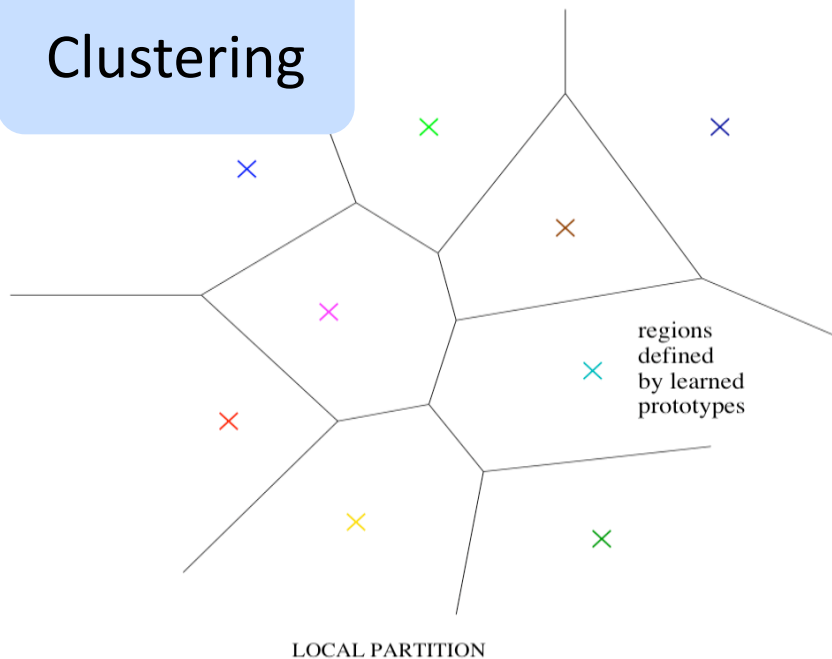 Clustering
regions
defined
by learned
prototypes
LOCAL PARTITION